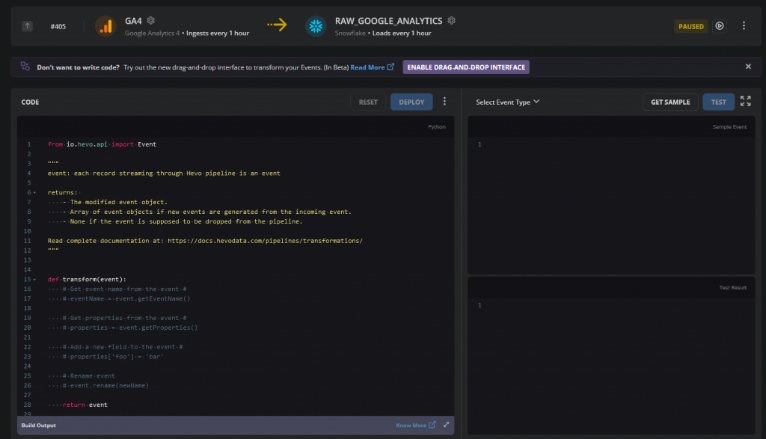 #405
GA4
Google Analytics 4 • Ingests every 1 hour
RAW_GOOGLE_ANALYTICS
Snowflake • Loads every 1 hour
PAUSED
Don't want to write code? Try out the new drag-and-drop interface to transform your Events. (In Beta) Read More
ENABLE DRAG-AND-DROP INTERFACE
CODE
RESET
DEPLOY
Select Event Type
GET SAMPLE
TEST
Python
Sample Event
1 from io.hevo.api import Event
2
3 """
4 event: each record streaming through Hevo pipeline is an event
5
6 returns:
7 - The modified event object.
8 - Array of event objects if new events are generated from the incoming event.
9 - None if the event is supposed to be dropped from the pipeline.
10
11 Read complete documentation at: https://docs.hevodata.com/pipelines/transformations/
12 """
13
14
15 def transform(event):
16 # Get event name from the event #
17 # eventName = event.getEventName()
18
19 # Get properties from the event #
20 # properties = event.getProperties()
21
22 # Add a new field to the event #
23 # properties['foo'] = 'bar'
24
25 # Rename event
26 # event.rename(newName)
27
28 return event
29
Build Output
Know More
1
Test Result
1